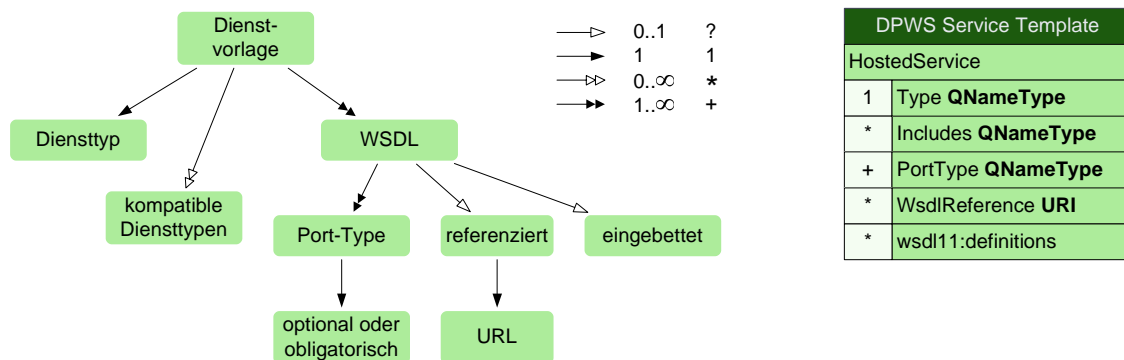 Dienst-
vorlage
Diensttyp
WSDL
kompatible
Diensttypen
Port-Type
referenziert
eingebettet
optional oder
obligatorisch
URL
0..1 ?
1 1
0..∞ *
1..∞ +
DPWS Service Template
HostedService
1 Type QNameType
* Includes QNameType
+ PortType QNameType
* WsdlReference URI
* wsdl11:definitions